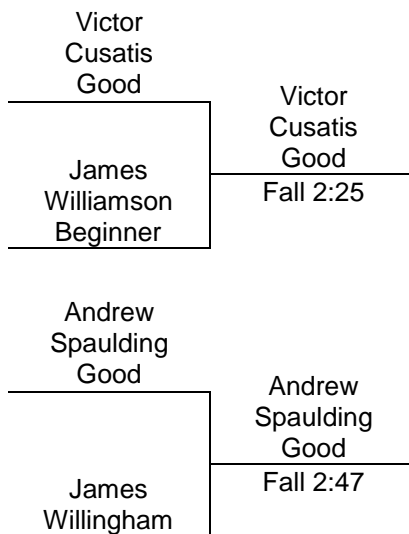 Victor
Cusatis
Good
Victor
Cusatis
Good
James
Williamson
Beginner
Fall 2:25
Andrew
Spaulding
Good
Andrew
Spaulding
Good
James
Willingham
Fall 2:47